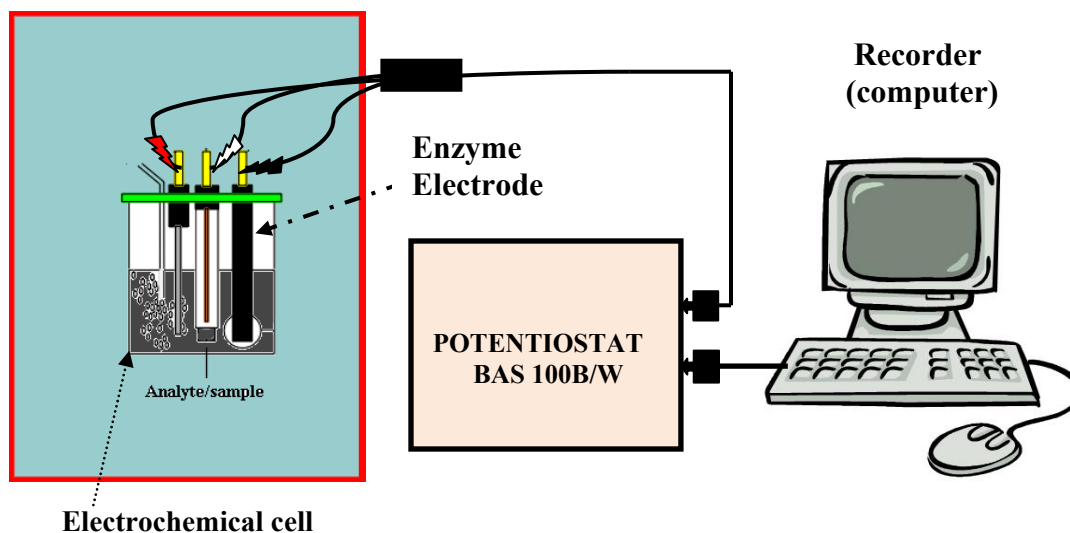 Recorder
(computer)
Enzyme
Electrode
POTENTIOSTAT
BAS 100B/W
Analyte/sample
Electrochemical cell